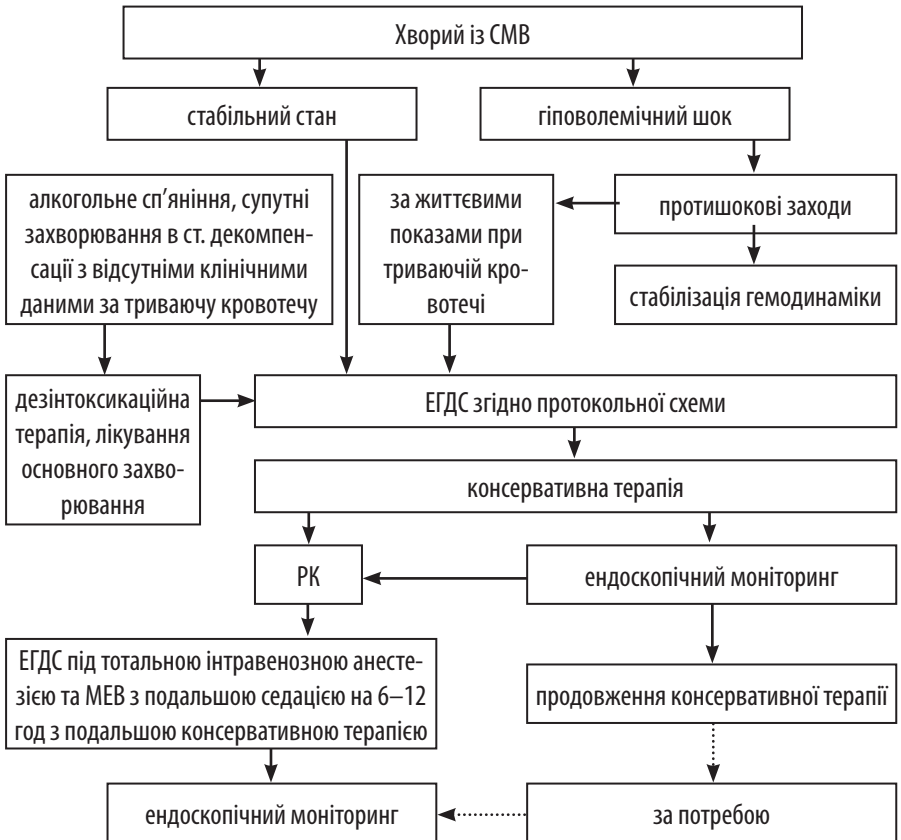 Хворий із СМВ
стабільний стан
гіповолемічний шок
алкогольне сп’яніння, супутні
захворювання в ст. декомпен-
сації з відсутніми клінічними
даними за триваючу кровотечу
за життєвими
показами при
триваючій кро-
вотечі
протишокові заходи
стабілізація гемодинаміки
дезінтоксикаційна
терапія, лікування
основного захво-
рювання
ЕГДС згідно протокольної схеми
консервативна терапія
РК
ендоскопічний моніторинг
ЕГДС під тотальною інтравенозною анесте-
зією та МЕВ з подальшою седацією на 6–12
год з подальшою консервативною терапією
продовження консервативної терапії
ендоскопічний моніторинг
за потребою